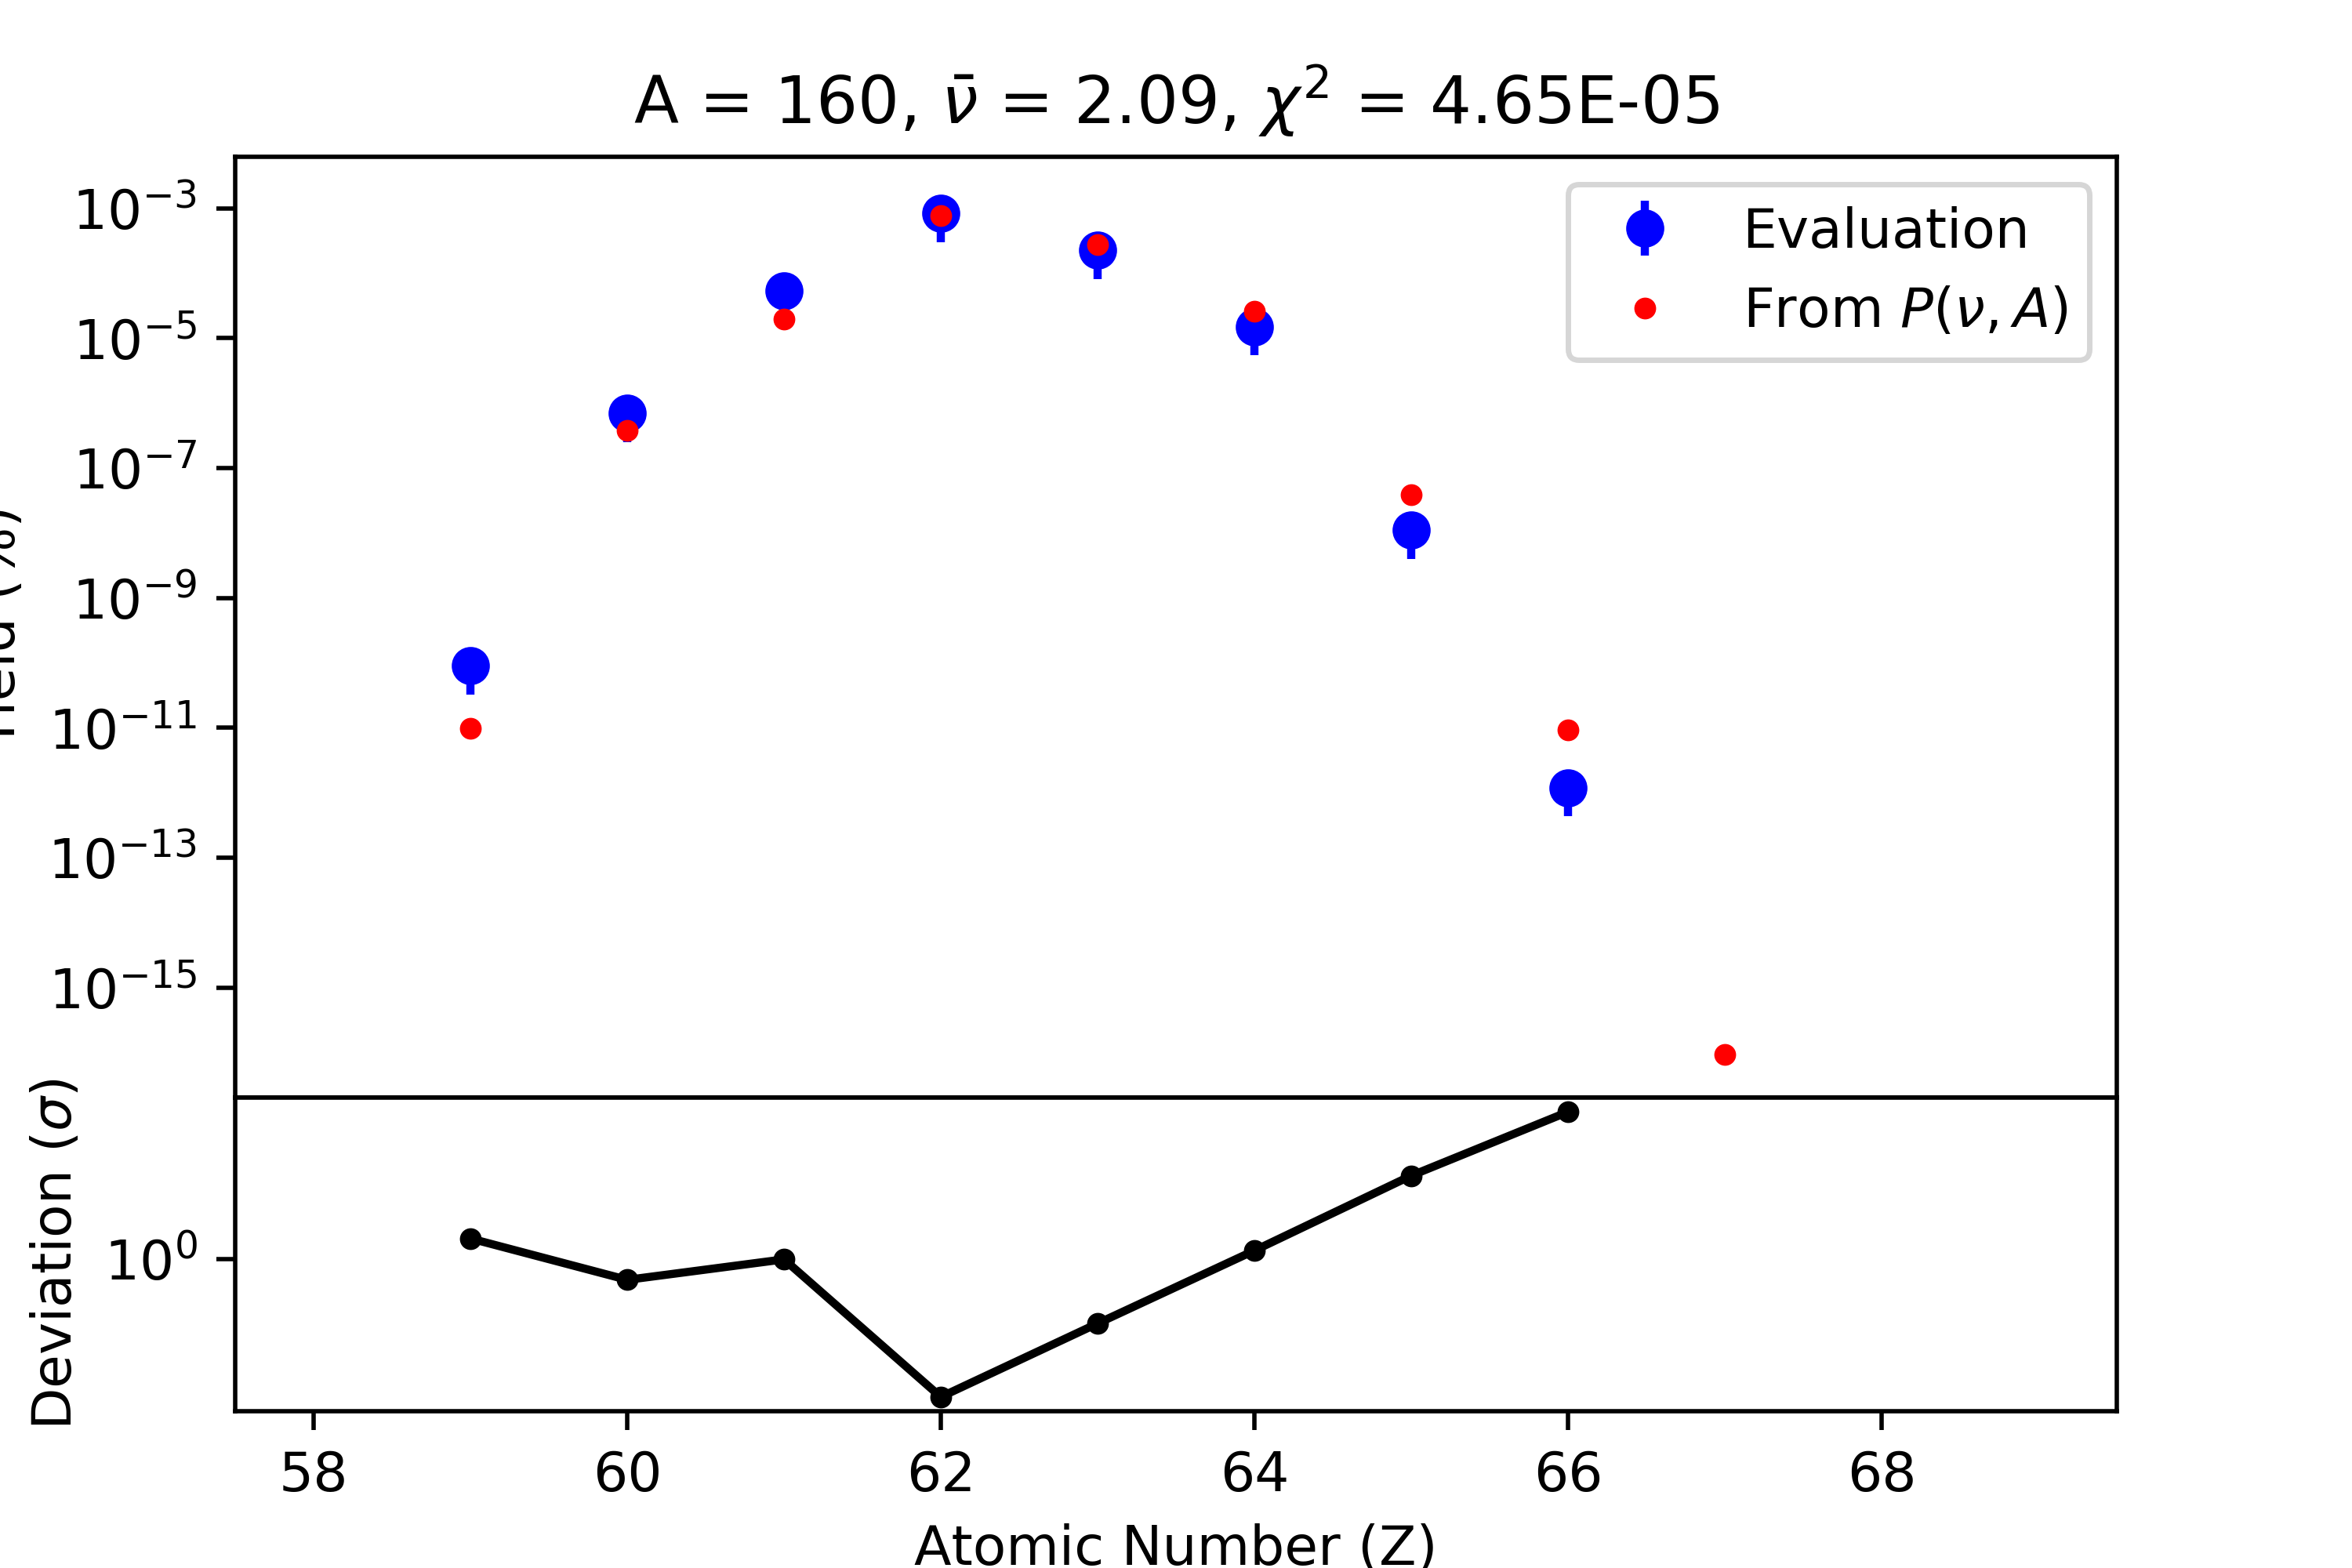 A = 160, ν̄ = 2.09, χ² = 4.65E-05
10⁻³
10⁻⁵
10⁻⁷
10⁻⁹
10⁻¹¹
10⁻¹³
10⁻¹⁵
Evaluation
From P(ν, A)
(%)
Deviation (σ)
10⁰
58 60 62 64 66 68
Atomic Number (Z)